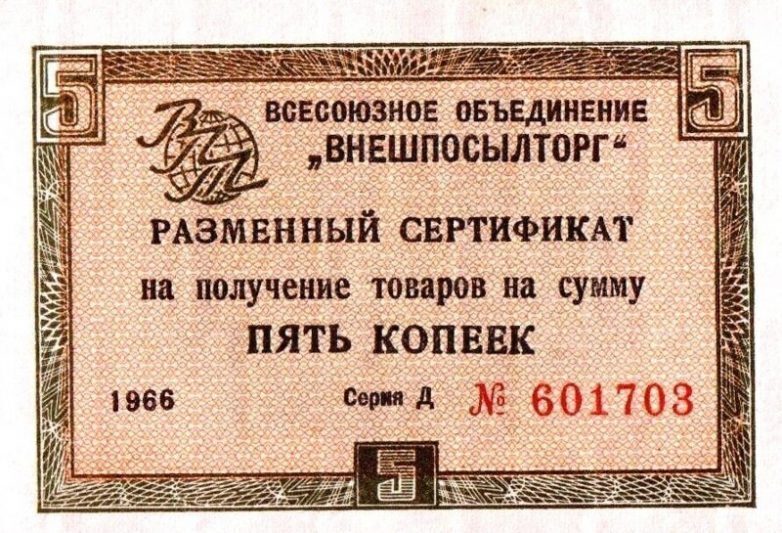 5 5
ВПТ
ВСЕСОЮЗНОЕ ОБЪЕДИНЕНИЕ
„ВНЕШПОСЫЛТОРГ“
РАЗМЕННЫЙ СЕРТИФИКАТ
на получение товаров на сумму
ПЯТЬ КОПЕЕК
1966 Серия Д № 601703
5